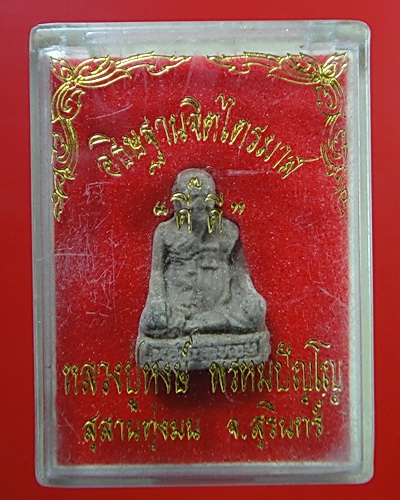 อธิษฐานจิตไตรมาส
"ดี๊ ดี"
หลวงปู่หงษ์ พรหมปัญโญ
สุสานทุ่งมน จ.สุรินทร์